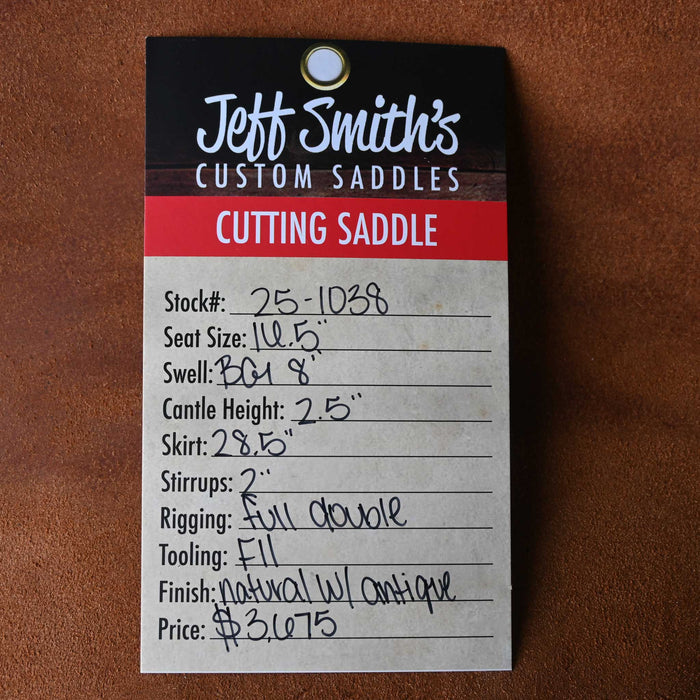 Jeff Smith's
CUSTOM SADDLES
CUTTING SADDLE
Stock#: 25-1038
Seat Size: 16.5"
Swell: BG 8"
Cantle Height: 2.5"
Skirt: 28.5"
Stirrups: 2"
Rigging: full double
Tooling: F11
Finish: natural w/ antique
Price: $3,675